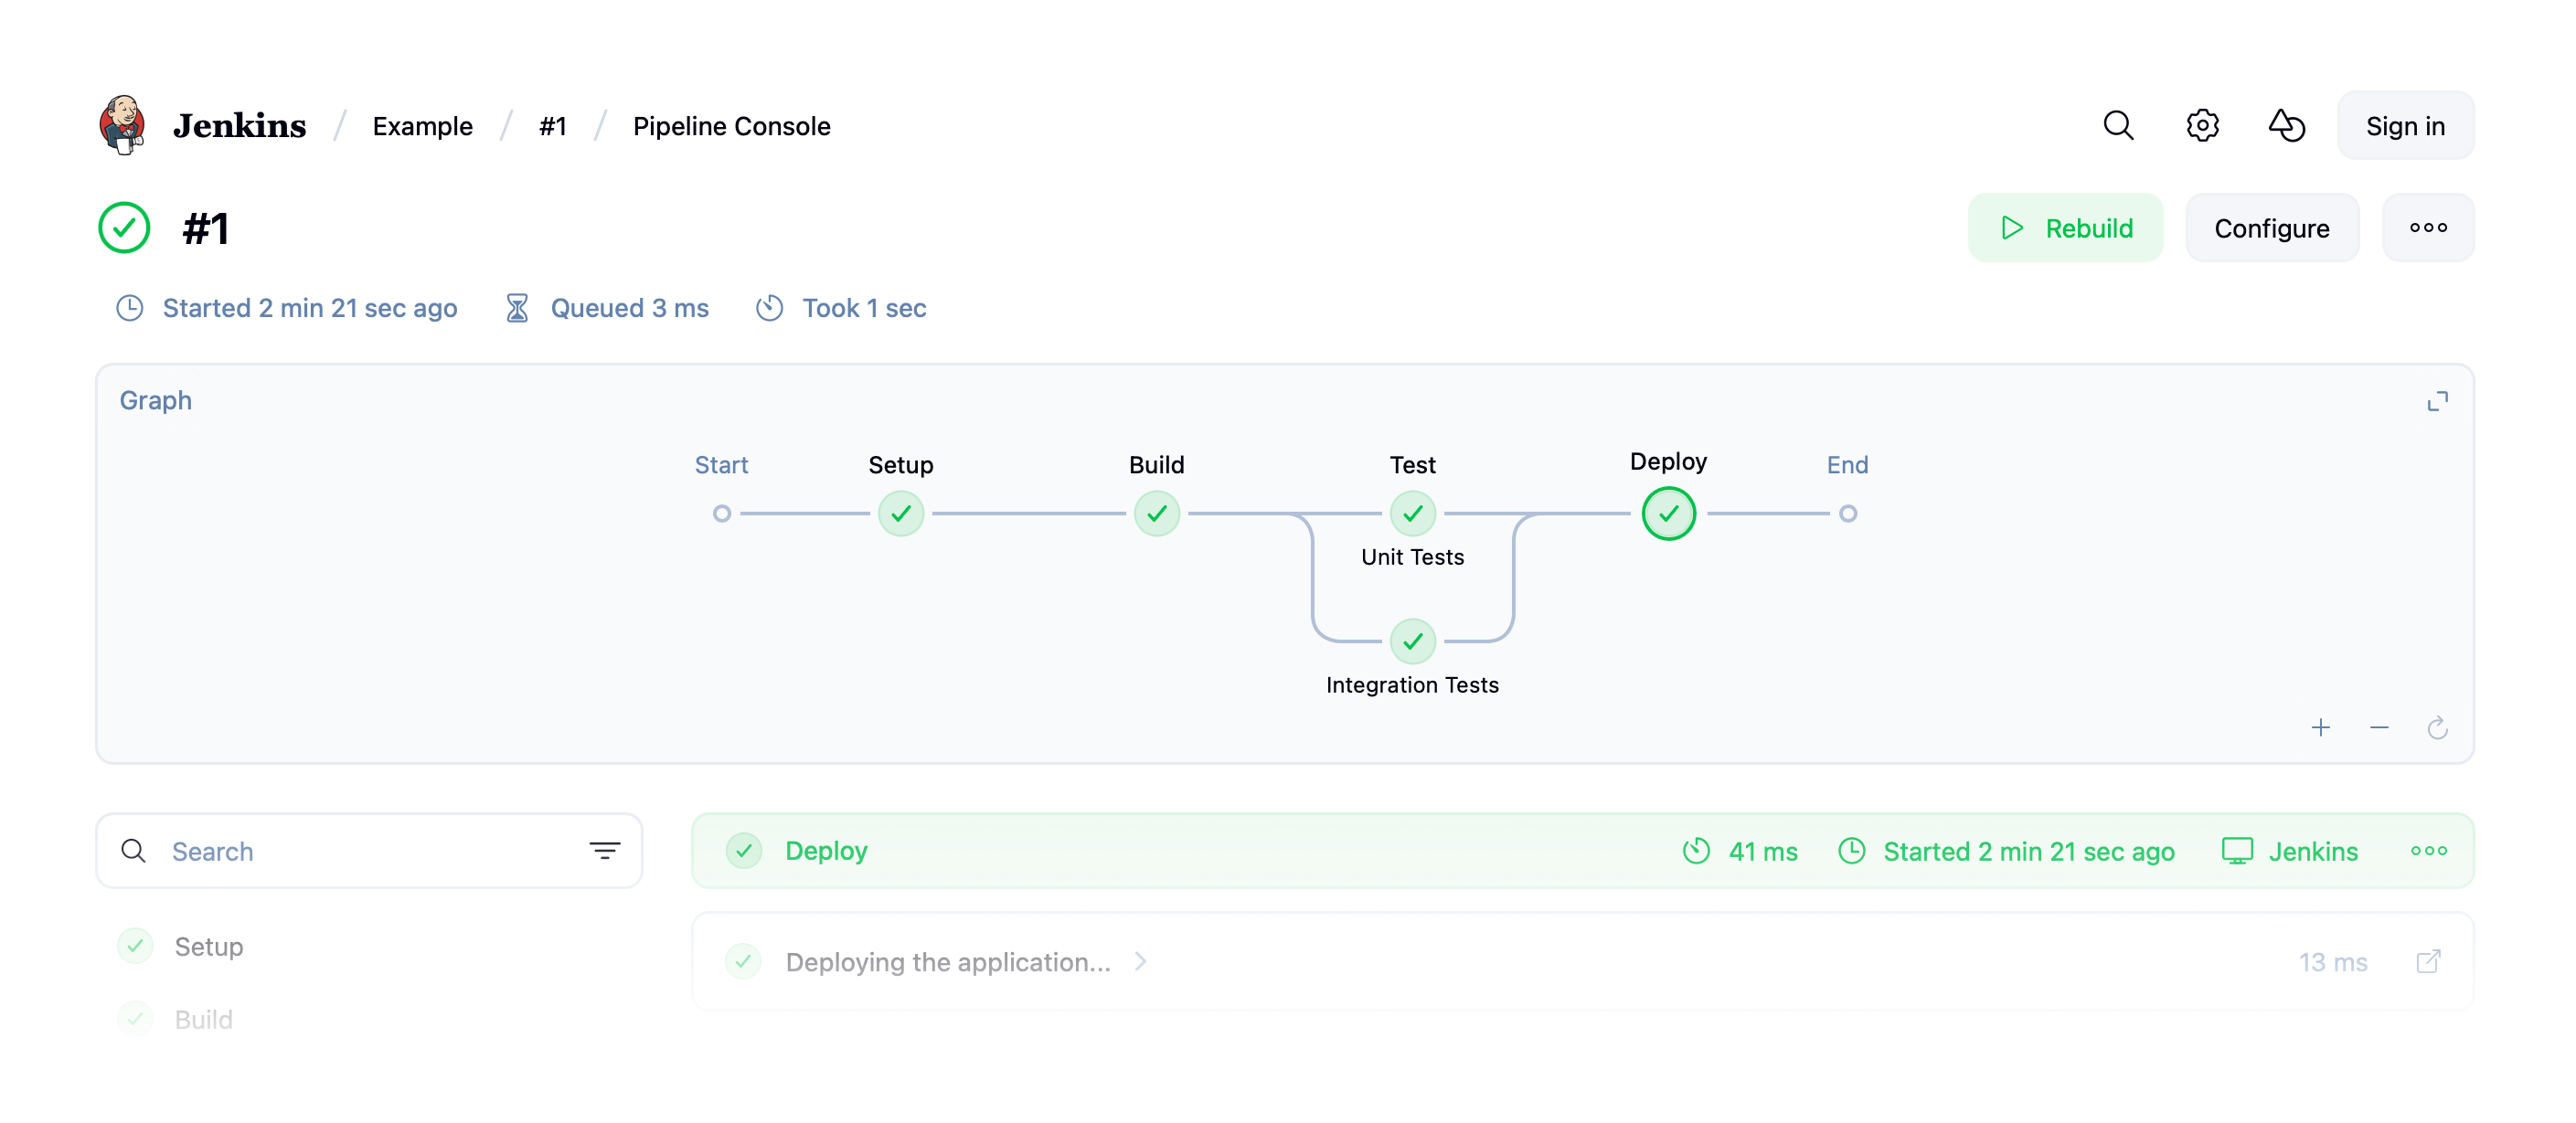 Jenkins / Example / #1 / Pipeline Console
Sign in
#1
Rebuild
Configure
Started 2 min 21 sec ago
Queued 3 ms
Took 1 sec
Graph
Start
Setup
Build
Test
Deploy
End
Unit Tests
Integration Tests
Search
Deploy
41 ms
Started 2 min 21 sec ago
Jenkins
Setup
Deploying the application...
13 ms
Build